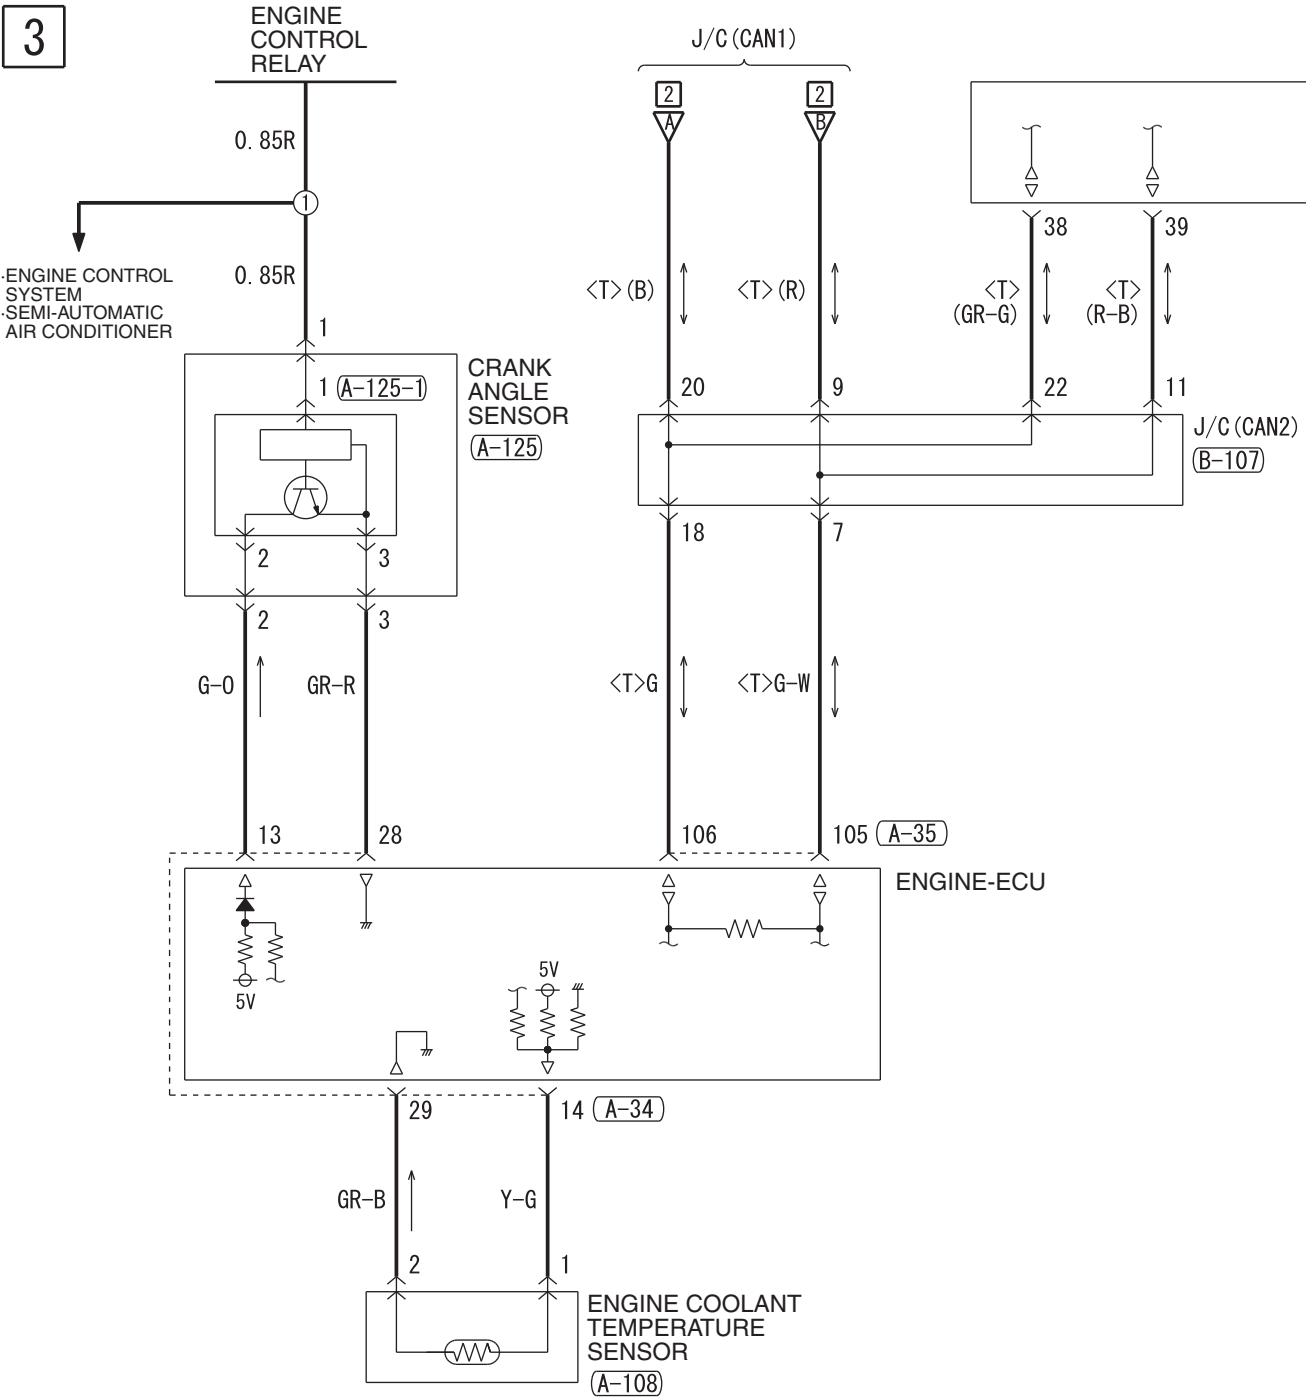 3
ENGINE
CONTROL
RELAY
J/C(CAN1)
2
2
A
B
0.85R
1
38
39
·ENGINE CONTROL
SYSTEM
·SEMI-AUTOMATIC
AIR CONDITIONER
0.85R
<T>(B)
<T>(R)
<T>
(GR-G)
<T>
(R-B)
1
20
9
22
11
1
A-125-1
CRANK
ANGLE
SENSOR
A-125
J/C(CAN2)
B-107
2
3
18
7
2
3
G-O
GR-R
<T>G
<T>G-W
13
28
106
105
A-35
ENGINE-ECU
5V
5V
29
14
A-34
GR-B
Y-G
2
1
ENGINE COOLANT
TEMPERATURE
SENSOR
A-108